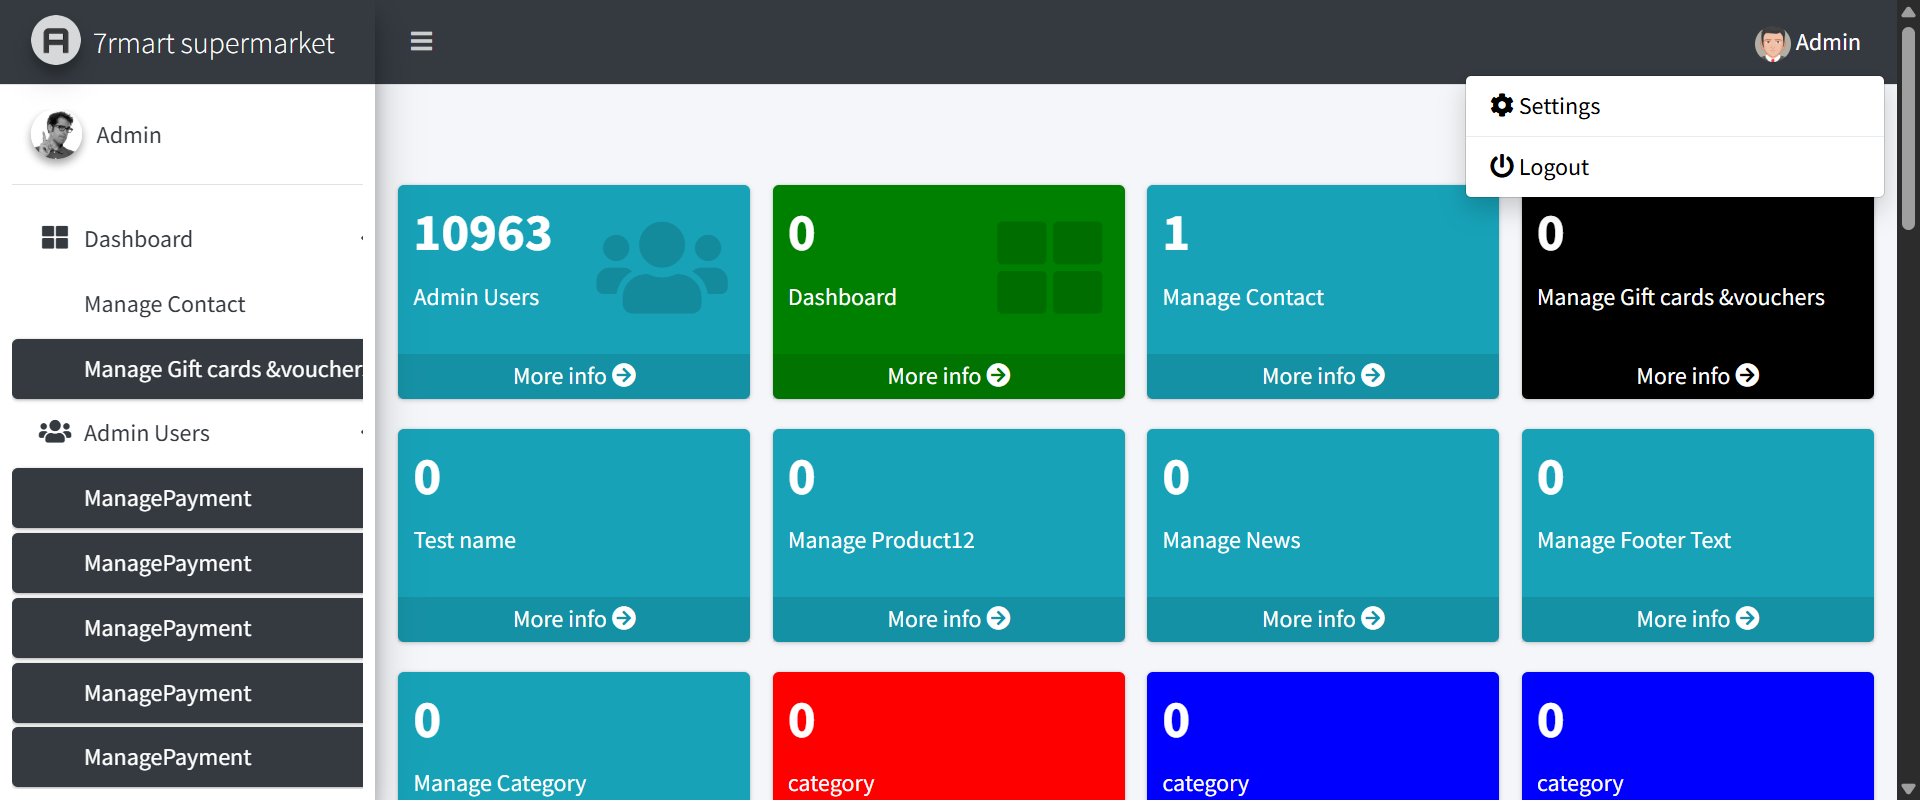 7rmart supermarket
Admin
Settings
Logout
Admin
Dashboard
Manage Contact
Manage Gift cards &voucher
Admin Users
ManagePayment
ManagePayment
ManagePayment
ManagePayment
ManagePayment
10963
Admin Users
More info
0
Dashboard
More info
1
Manage Contact
More info
0
Manage Gift cards &vouchers
More info
0
Test name
More info
0
Manage Product12
More info
0
Manage News
More info
0
Manage Footer Text
More info
0
Manage Category
0
category
0
category
0
category